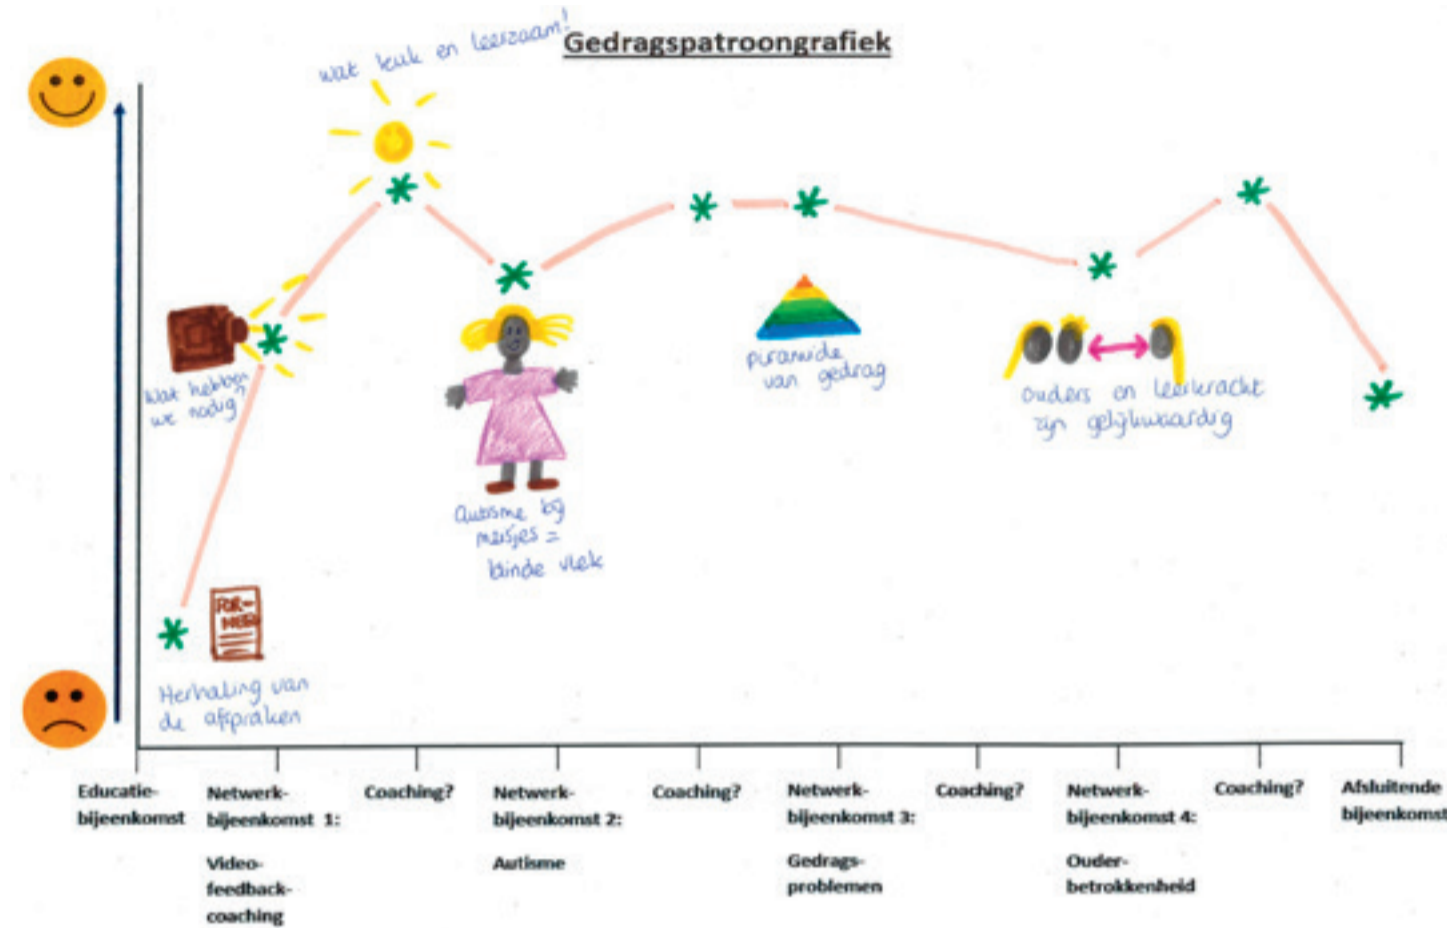 Gedragspatroongrafiek
Wat leuk en leerzaam!
Wat hebben
we nodig?
piramide
van gedrag
Ouders en leerkracht
zijn gelijkwaardig
Autisme bij
meisjes =
blinde vlek
FOR-
Herhaling van
de afspraken
Educatie-
bijeenkomst
Netwerk-
bijeenkomst 1:
Video-
feedback-
coaching
Coaching?
Netwerk-
bijeenkomst 2:
Autisme
Coaching?
Netwerk-
bijeenkomst 3:
Gedrags-
problemen
Coaching?
Netwerk-
bijeenkomst 4:
Ouder-
betrokkenheid
Coaching?
Afsluitende
bijeenkomst